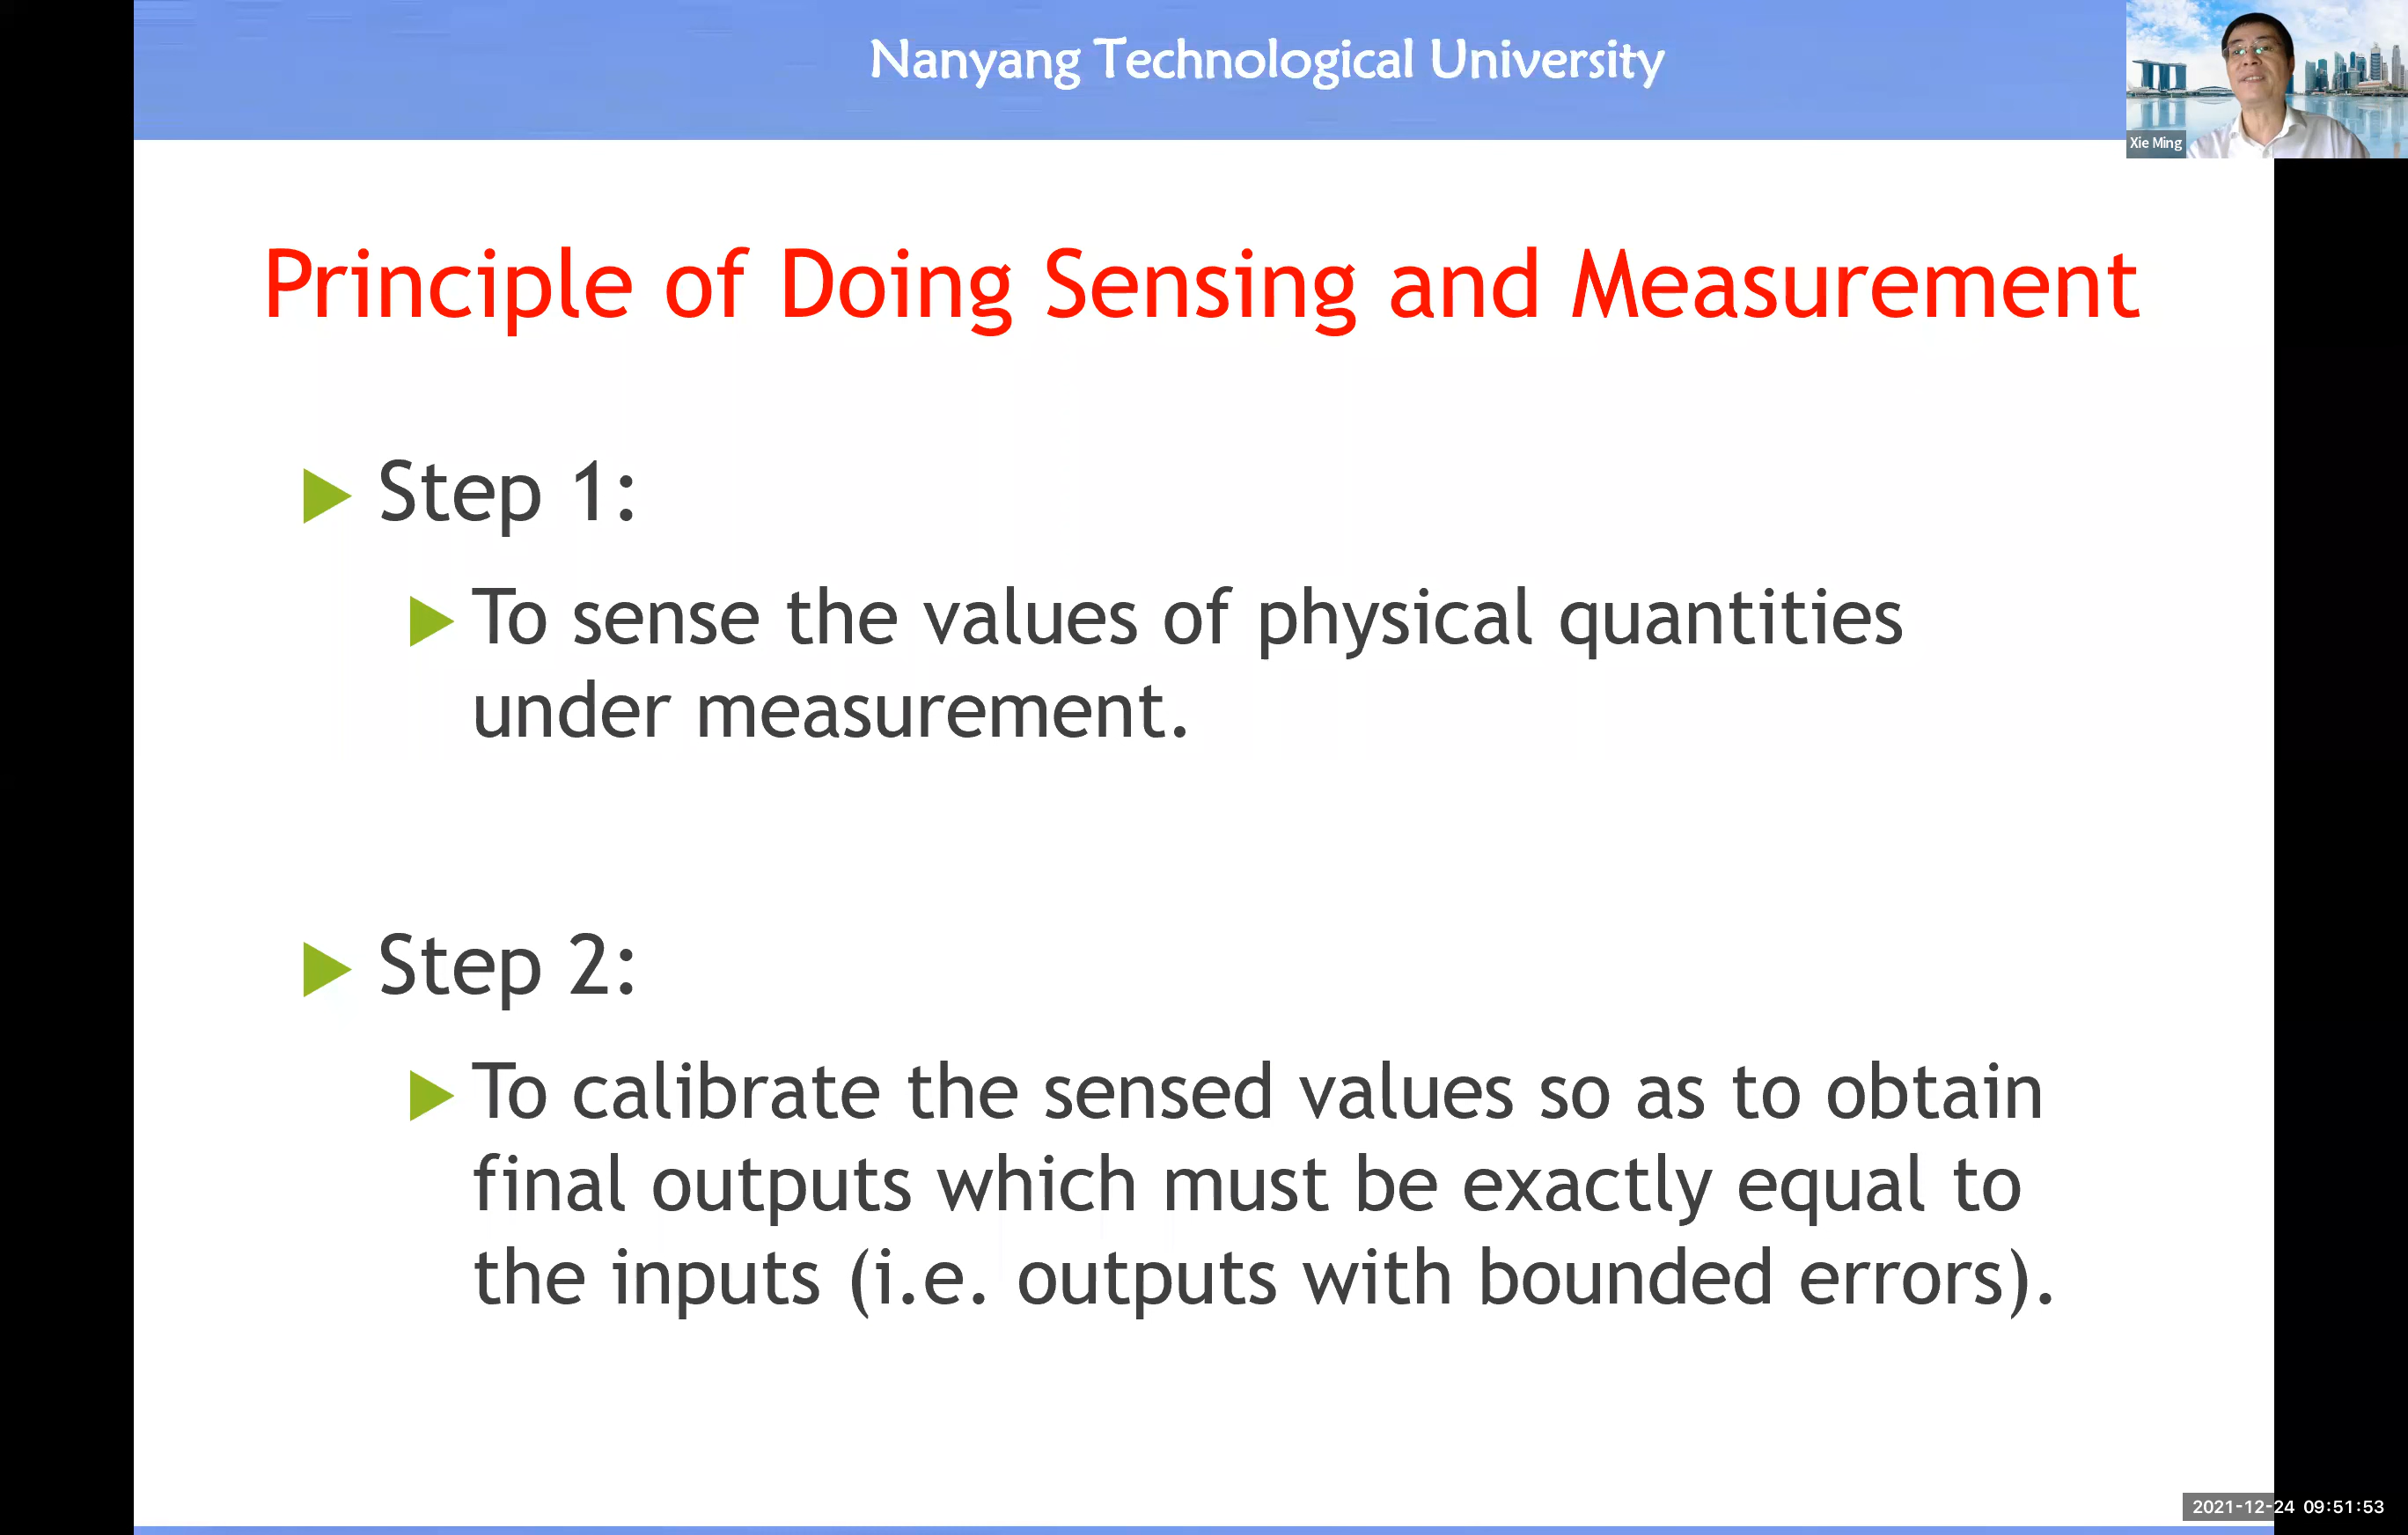 Nanyang Technological University
Xie Ming
Principle of Doing Sensing and Measurement
Step 1:
To sense the values of physical quantities
under measurement.
Step 2:
To calibrate the sensed values so as to obtain
final outputs which must be exactly equal to
the inputs (i.e. outputs with bounded errors).
2021-12-24 09:51:53